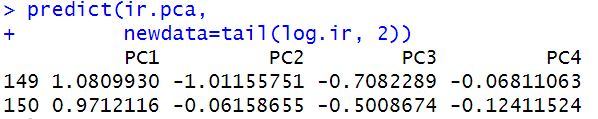 > predict(ir.pca,
+         newdata=tail(log.ir, 2))
          PC1         PC2        PC3         PC4
149 1.0809930 -1.01155751 -0.7082289 -0.06811063
150 0.9712116 -0.06158655 -0.5008674 -0.12411524